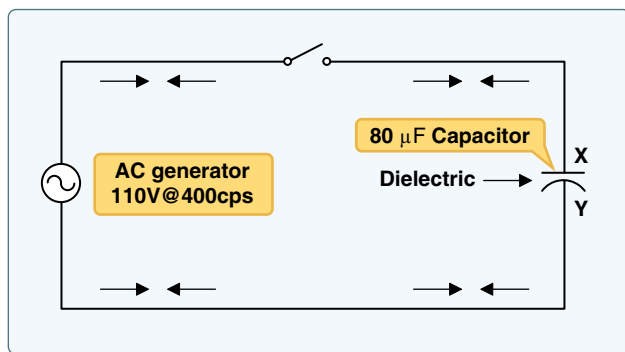 80 μF Capacitor
X
AC generator
110V@400cps
Dielectric
Y